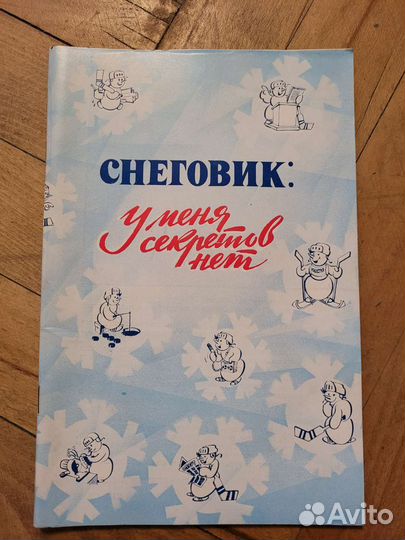 СНЕГОВИК:
у меня
секретов
нет
Avito